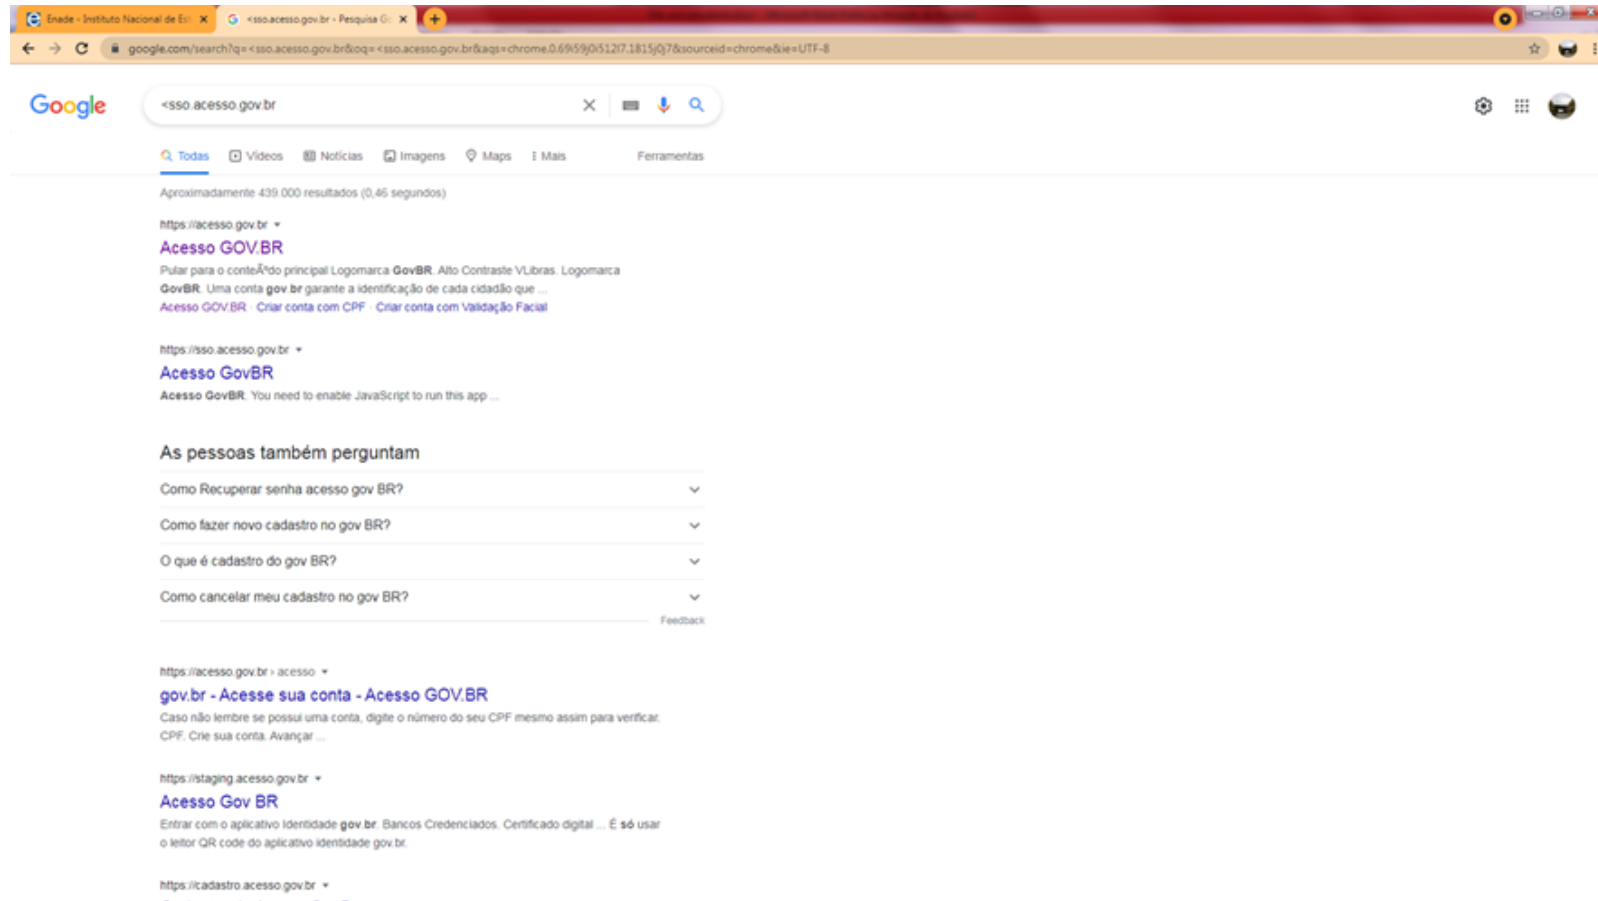 Enade - Instituto Nacional de Es
<sso.acesso.gov.br - Pesquisa G
google.com/search?q=<sso.acesso.gov.br&oq=<sso.acesso.gov.br&aqs=chrome.0.69i59j0i512l7.1815j0j7&sourceid=chrome&ie=UTF-8
Google
<sso.acesso.gov.br
Todas Vídeos Notícias Imagens Maps Mais Ferramentas
Aproximadamente 439.000 resultados (0,46 segundos)
https://acesso.gov.br
Acesso GOV.BR
Pular para o conteÃºdo principal Logomarca GovBR. Alto Contraste VLibras. Logomarca
GovBR. Uma conta gov.br garante a identificação de cada cidadão que ...
Acesso GOV.BR · Criar conta com CPF · Criar conta com Validação Facial
https://sso.acesso.gov.br
Acesso GovBR
Acesso GovBR. You need to enable JavaScript to run this app ...
As pessoas também perguntam
Como Recuperar senha acesso gov BR?
Como fazer novo cadastro no gov BR?
O que é cadastro do gov BR?
Como cancelar meu cadastro no gov BR?
Feedback
https://acesso.gov.br › acesso
gov.br - Acesse sua conta - Acesso GOV.BR
Caso não lembre se possui uma conta, digite o número do seu CPF mesmo assim para verificar.
CPF. Crie sua conta. Avançar ...
https://staging.acesso.gov.br
Acesso Gov BR
Entrar com o aplicativo Identidade gov.br. Bancos Credenciados. Certificado digital ... É só usar
o leitor QR code do aplicativo identidade gov.br.
https://cadastro.acesso.gov.br